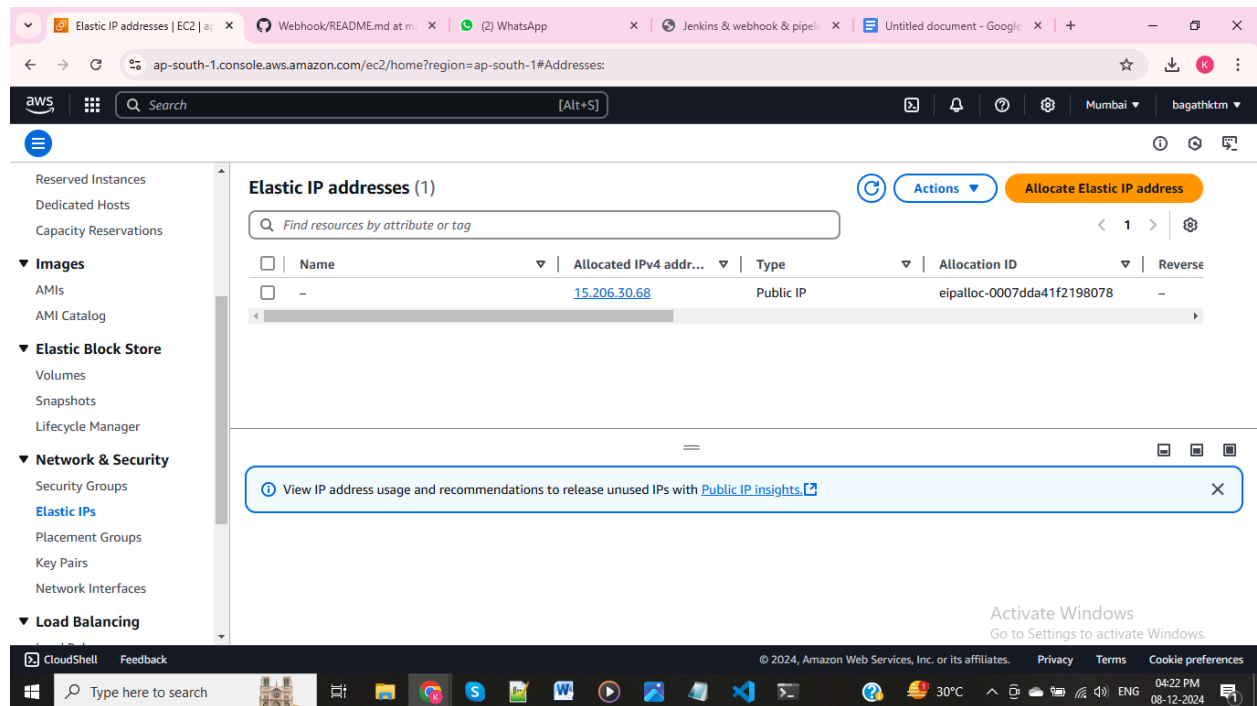 Elastic IP addresses | EC2 | ap
Webhook/README.md at m
(2) WhatsApp
Jenkins & webhook & pipeli
Untitled document - Google
ap-south-1.console.aws.amazon.com/ec2/home?region=ap-south-1#Addresses:
K
aws
Search
[Alt+S]
Mumbai
bagathktm
Reserved Instances
Dedicated Hosts
Capacity Reservations
Images
AMIs
AMI Catalog
Elastic Block Store
Volumes
Snapshots
Lifecycle Manager
Network & Security
Security Groups
Elastic IPs
Placement Groups
Key Pairs
Network Interfaces
Load Balancing
Elastic IP addresses (1)
Actions
Allocate Elastic IP address
Find resources by attribute or tag
1
Name Allocated IPv4 addr... Type Allocation ID Reverse
– 15.206.30.68 Public IP eipalloc-0007dda41f2198078 –
View IP address usage and recommendations to release unused IPs with Public IP insights.
Activate Windows
Go to Settings to activate Windows.
CloudShell Feedback © 2024, Amazon Web Services, Inc. or its affiliates. Privacy Terms Cookie preferences
Type here to search
30°C
ENG
04:22 PM
08-12-2024
1